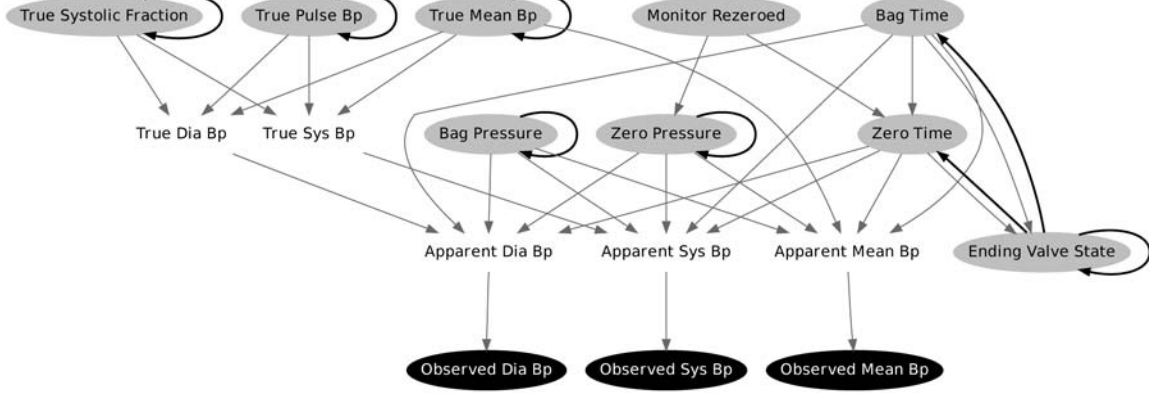 True Systolic Fraction
True Pulse Bp
True Mean Bp
Monitor Rezeroed
Bag Time
True Dia Bp
True Sys Bp
Bag Pressure
Zero Pressure
Zero Time
Apparent Dia Bp
Apparent Sys Bp
Apparent Mean Bp
Ending Valve State
Observed Dia Bp
Observed Sys Bp
Observed Mean Bp